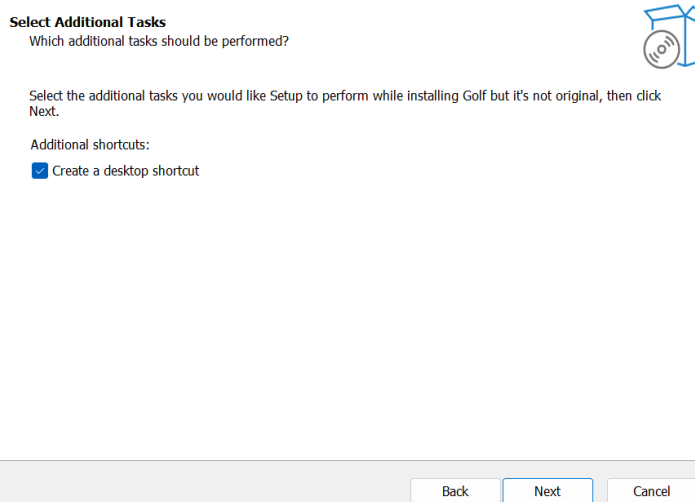 Select Additional Tasks
Which additional tasks should be performed?
Select the additional tasks you would like Setup to perform while installing Golf but it's not original, then click
Next.
Additional shortcuts:
Create a desktop shortcut
Back
Next
Cancel